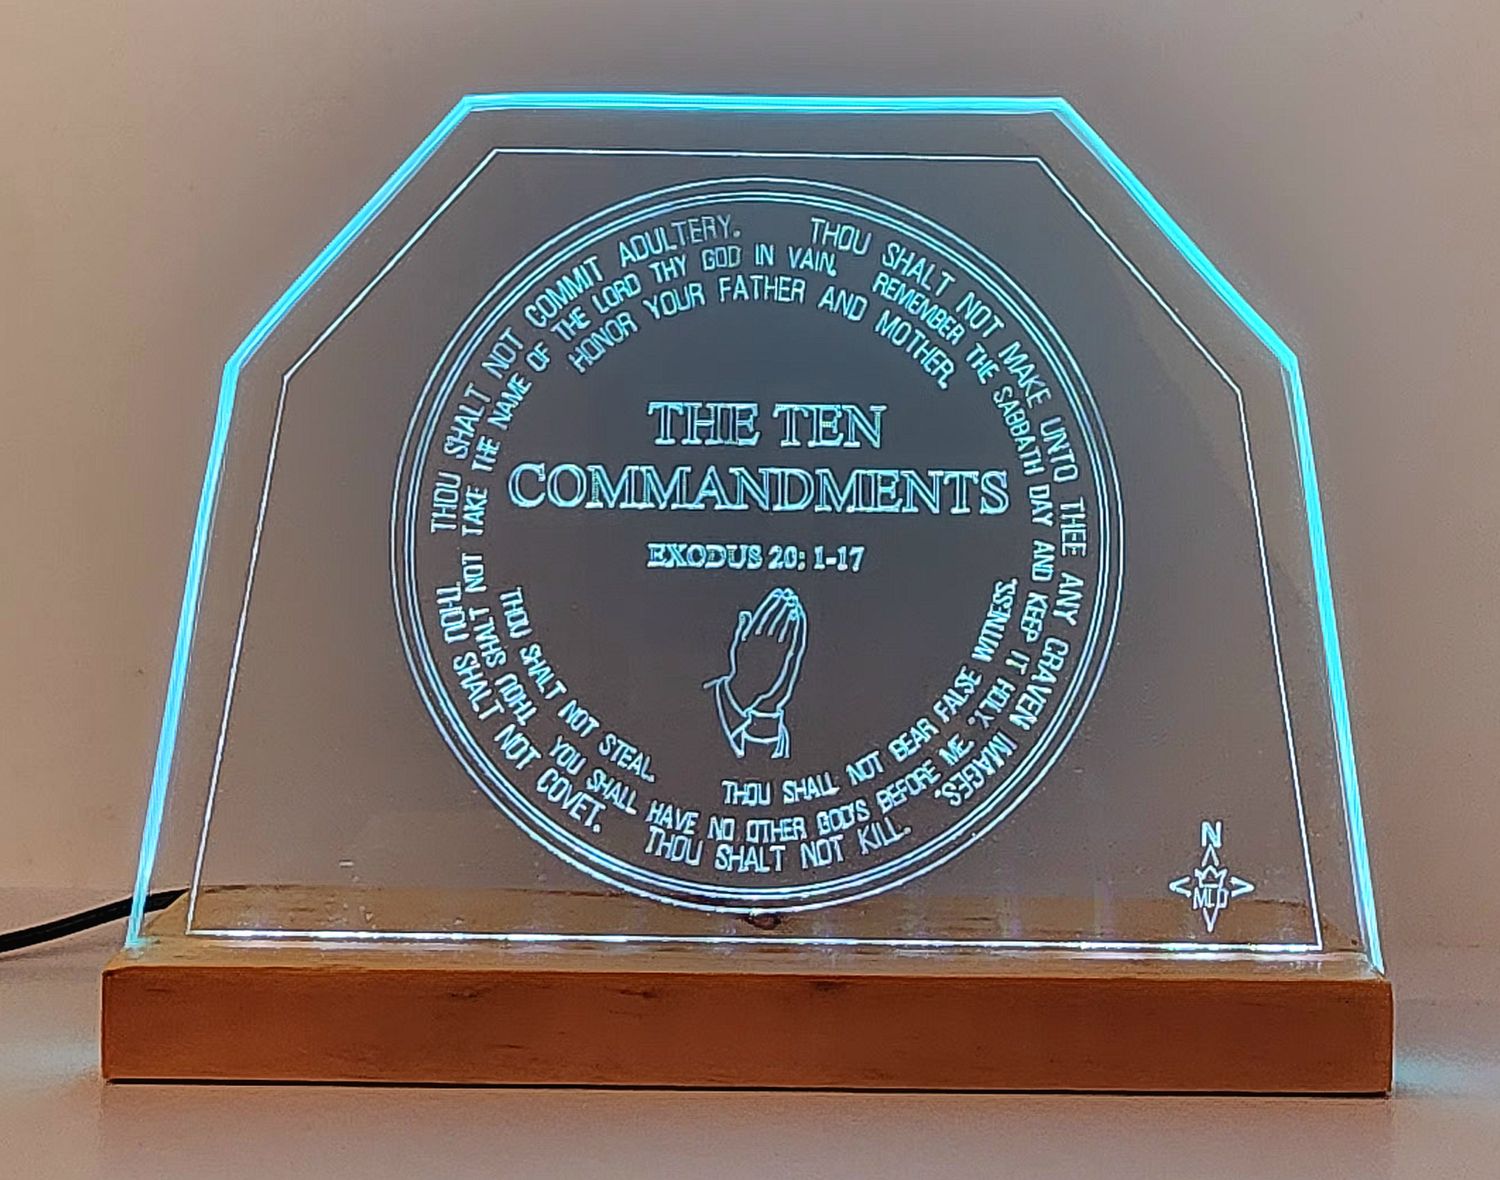 THOU SHALT NOT COMMIT ADULTERY.
THOU SHALT NOT MAKE UNTO THEE ANY CRAVEN IMAGES.
THOU SHALT NOT KILL.
THOU SHALT NOT COVET.
THOU SHALT NOT TAKE THE NAME OF THE LORD THY GOD IN VAIN.
REMEMBER THE SABBATH DAY AND KEEP IT HOLY.
YOU SHALL HAVE NO OTHER GOD'S BEFORE ME.
HONOR YOUR FATHER AND MOTHER.
THOU SHALL NOT BEAR FALSE WITNESS.
THOU SHALT NOT STEAL.
THE TEN
COMMANDMENTS
EXODUS 20: 1-17
N